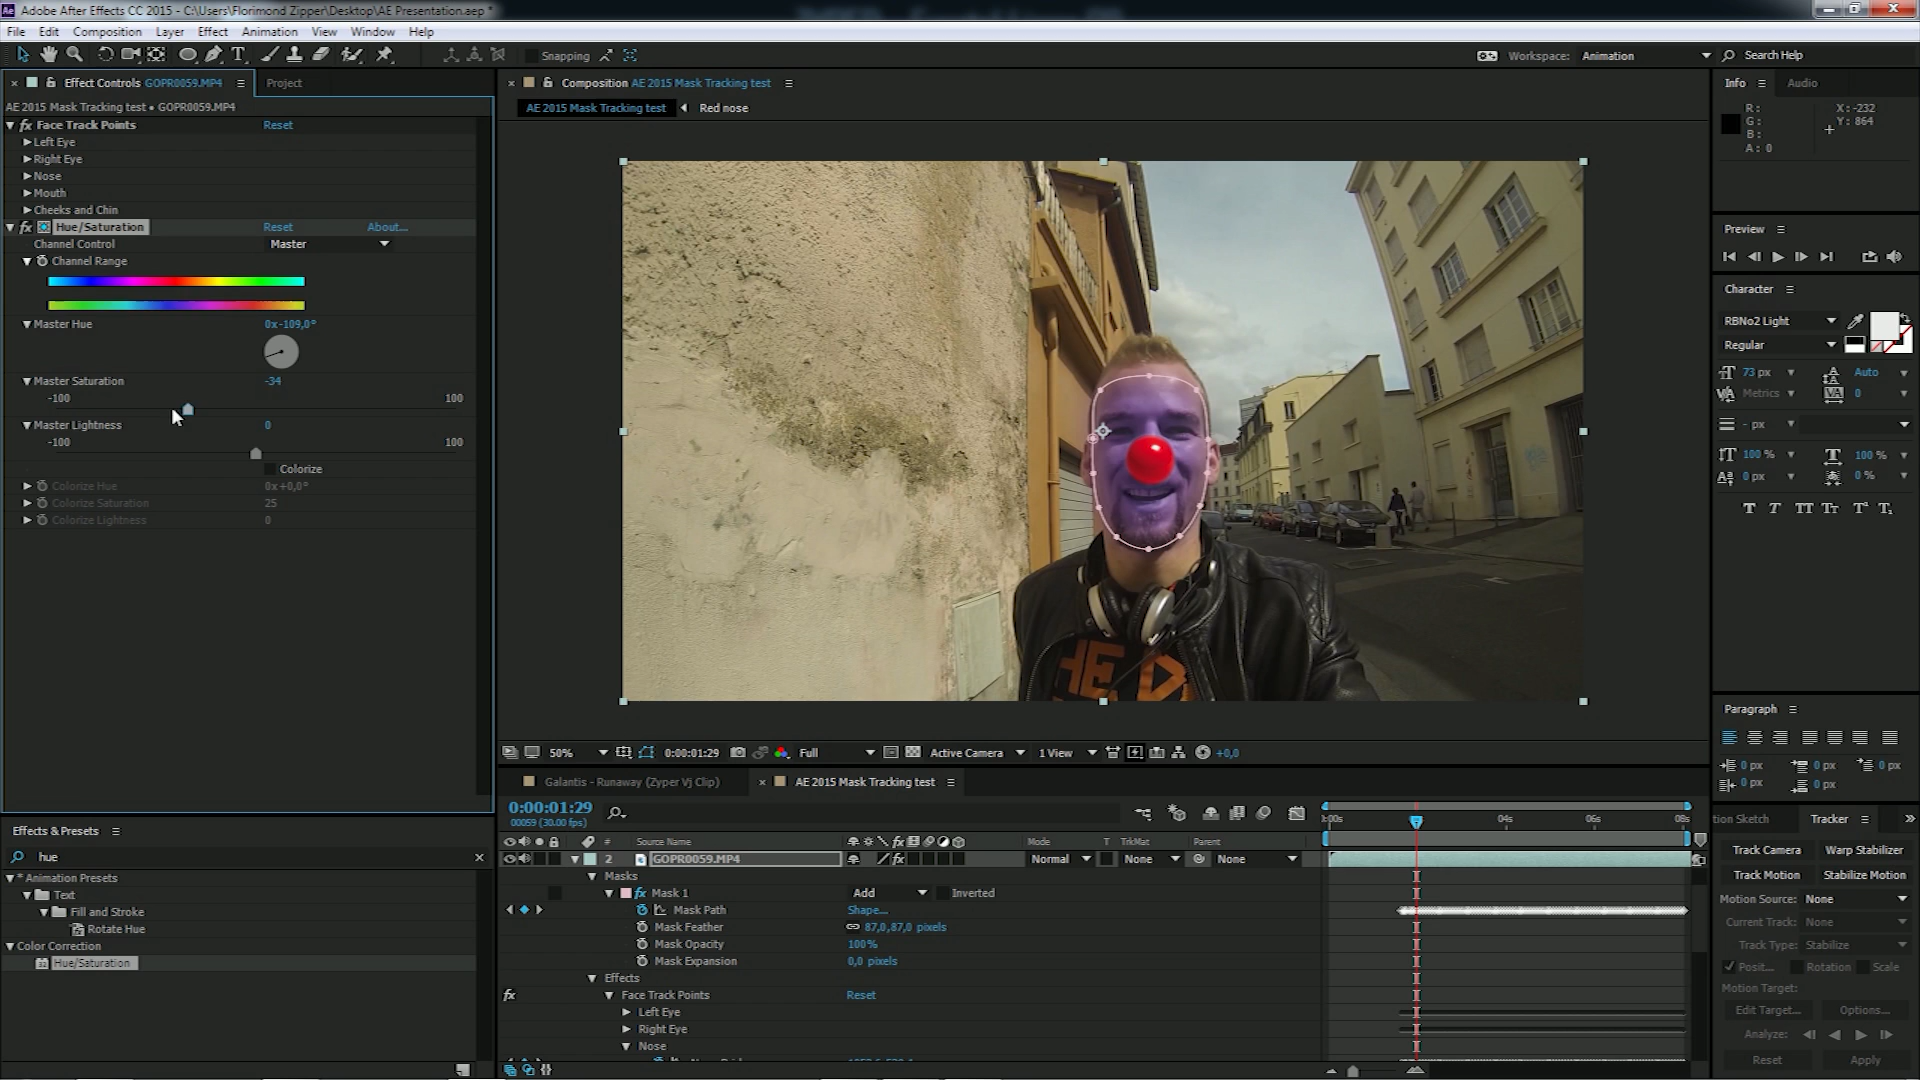 Adobe After Effects CC 2015 - C:\Users\Florimond Zipper\Desktop\AE Presentation.aep *
File Edit Composition Layer Effect Animation View Window Help
Snapping
Workspace: Animation
Search Help
Effect Controls GOPR0059.MP4
Project
AE 2015 Mask Tracking test • GOPR0059.MP4
Face Track Points Reset
Left Eye
Right Eye
Nose
Mouth
Cheeks and Chin
Hue/Saturation Reset About...
Channel Control Master
Channel Range
Master Hue 0x-109,0°
Master Saturation -34
-100 100
Master Lightness 0
-100 100
Colorize
Colorize Hue 0x+0,0°
Colorize Saturation 25
Colorize Lightness 0
Effects & Presets
hue
* Animation Presets
Text
Fill and Stroke
Rotate Hue
Color Correction
Hue/Saturation
Composition AE 2015 Mask Tracking test
AE 2015 Mask Tracking test Red nose
50% 0:00:01:29 Full Active Camera 1 View +0,0
Galantis - Runaway (Zyper Vj Clip)
AE 2015 Mask Tracking test
0:00:01:29
00059 (30.00 fps)
# Source Name Mode T TrkMat Parent
2 GOPR0059.MP4 Normal None None
Masks
Mask 1 Add Inverted
Mask Path Shape...
Mask Feather 87,0,87,0 pixels
Mask Opacity 100%
Mask Expansion 0,0 pixels
Effects
Face Track Points Reset
Left Eye
Right Eye
Nose
04s 06s 08s
Info Audio
R: X: -232
G: Y: 864
B:
A: 0
Preview
Character
RBNo2 Light
Regular
73 px Auto
Metrics 0
- px
100 % 100 %
0 px 0 %
T T TT Tr T¹ T₁
Paragraph
0 px 0 px 0 px
0 px 0 px
tion Sketch Tracker
Track Camera Warp Stabilizer
Track Motion Stabilize Motion
Motion Source: None
Current Track: None
Track Type: Stabilize
Posit... Rotation Scale
Motion Target:
Edit Target... Options...
Analyze:
Reset Apply